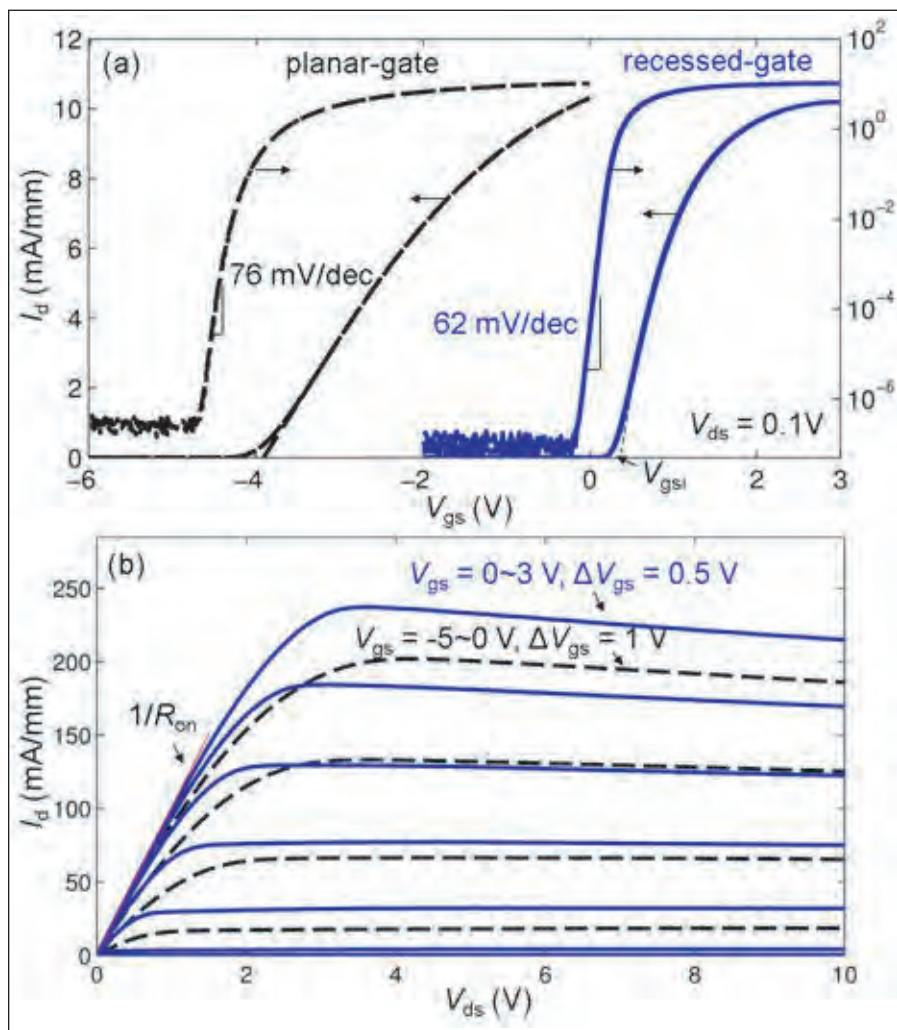 (a)
planar-gate
recessed-gate
12
10
8
6
4
2
0
I_d (mA/mm)
10^2
10^0
10^-2
10^-4
10^-6
76 mV/dec
62 mV/dec
V_ds = 0.1V
V_gsi
−6
−4
−2
0
2
3
V_gs (V)
(b)
V_gs = 0~3 V, ΔV_gs = 0.5 V
V_gs = -5~0 V, ΔV_gs = 1 V
1/R_on
250
200
150
100
50
0
I_d (mA/mm)
0
2
4
6
8
10
V_ds (V)